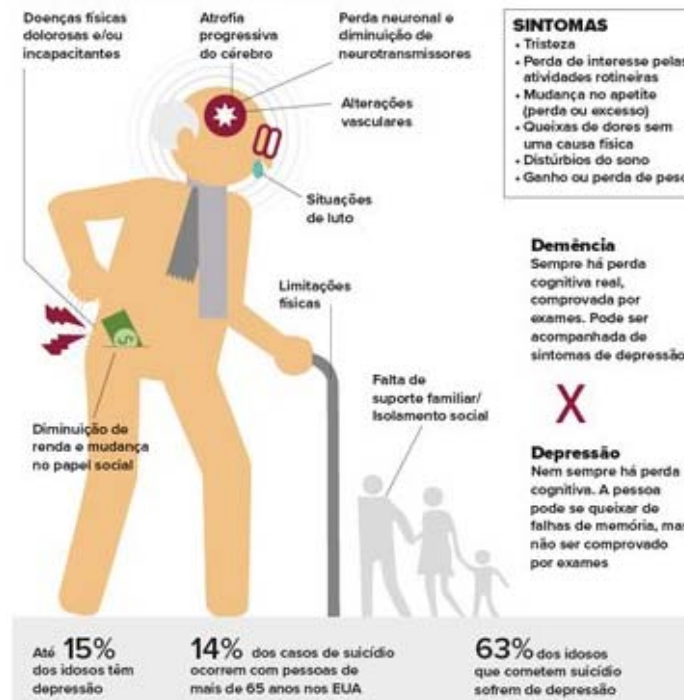 Doenças físicas
dolorosas e/ou
incapacitantes
Atrofia
progressiva
do cérebro
Perda neuronal e
diminuição de
neurotransmissores
Alterações
vasculares
Situações
de luto
Limitações
físicas
Falta de
suporte familiar/
Isolamento social
Diminuição de
renda e mudança
no papel social
SINTOMAS
• Tristeza
• Perda de interesse pelas
atividades rotineiras
• Mudança no apetite
(perda ou excesso)
• Queixas de dores sem
uma causa física
• Distúrbios do sono
• Ganho ou perda de peso
Demência
Sempre há perda
cognitiva real,
comprovada por
exames. Pode ser
acompanhada de
sintomas de depressão
X
Depressão
Nem sempre há perda
cognitiva. A pessoa
pode se queixar de
falhas de memória, mas
não ser comprovado
por exames
Até 15%
dos idosos têm
depressão
14% dos casos de suicídio
ocorrem com pessoas de
mais de 65 anos nos EUA
63% dos idosos
que cometem suicídio
sofrem de depressão